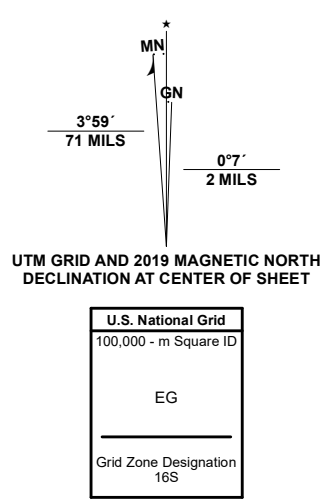 MN
GN
3°59´
71 MILS
0°7´
2 MILS
UTM GRID AND 2019 MAGNETIC NORTH
DECLINATION AT CENTER OF SHEET
U.S. National Grid
100,000 - m Square ID
EG
Grid Zone Designation
16S